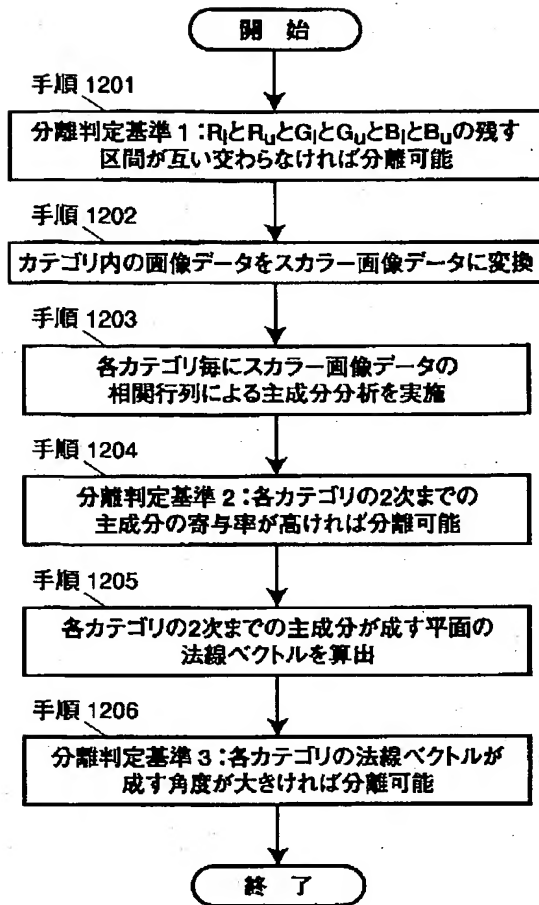 開 始
手順 1201
分離判定基準 1:RlとRuとGlとGuとBlとBuの残す
区間が互い交わらなければ分離可能
手順 1202
カテゴリ内の画像データをスカラー画像データに変換
手順 1203
各カテゴリ毎にスカラー画像データの
相関行列による主成分分析を実施
手順 1204
分離判定基準 2:各カテゴリの2次までの
主成分の寄与率が高ければ分離可能
手順 1205
各カテゴリの2次までの主成分が成す平面の
法線ベクトルを算出
手順 1206
分離判定基準 3:各カテゴリの法線ベクトルが
成す角度が大きければ分離可能
終 了